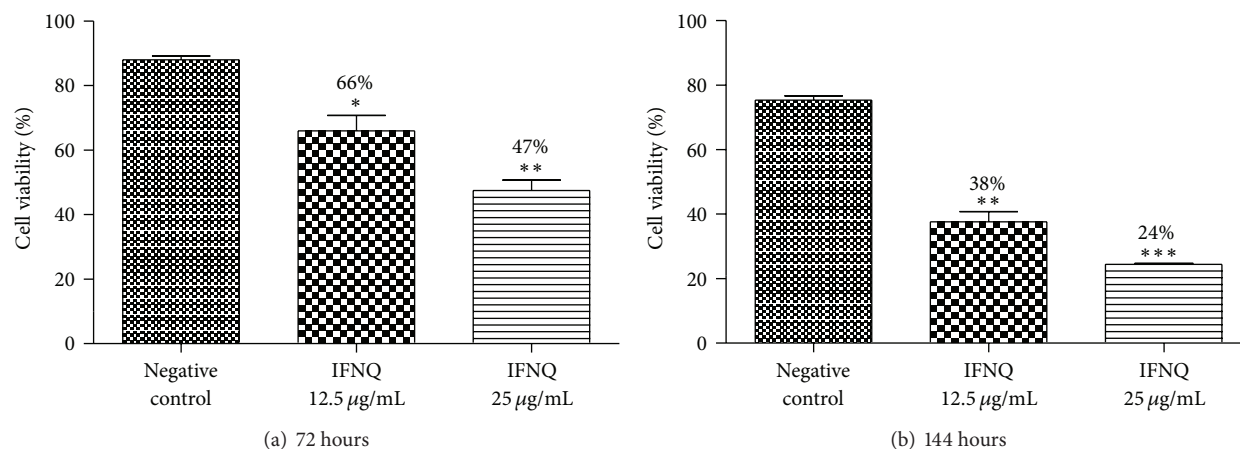 100
80
60
40
20
0
Cell viability (%)
66%
*
47%
**
Negative
control
IFNQ
12.5 μg/mL
IFNQ
25 μg/mL
(a) 72 hours
100
80
60
40
20
0
Cell viability (%)
38%
**
24%
***
Negative
control
IFNQ
12.5 μg/mL
IFNQ
25 μg/mL
(b) 144 hours